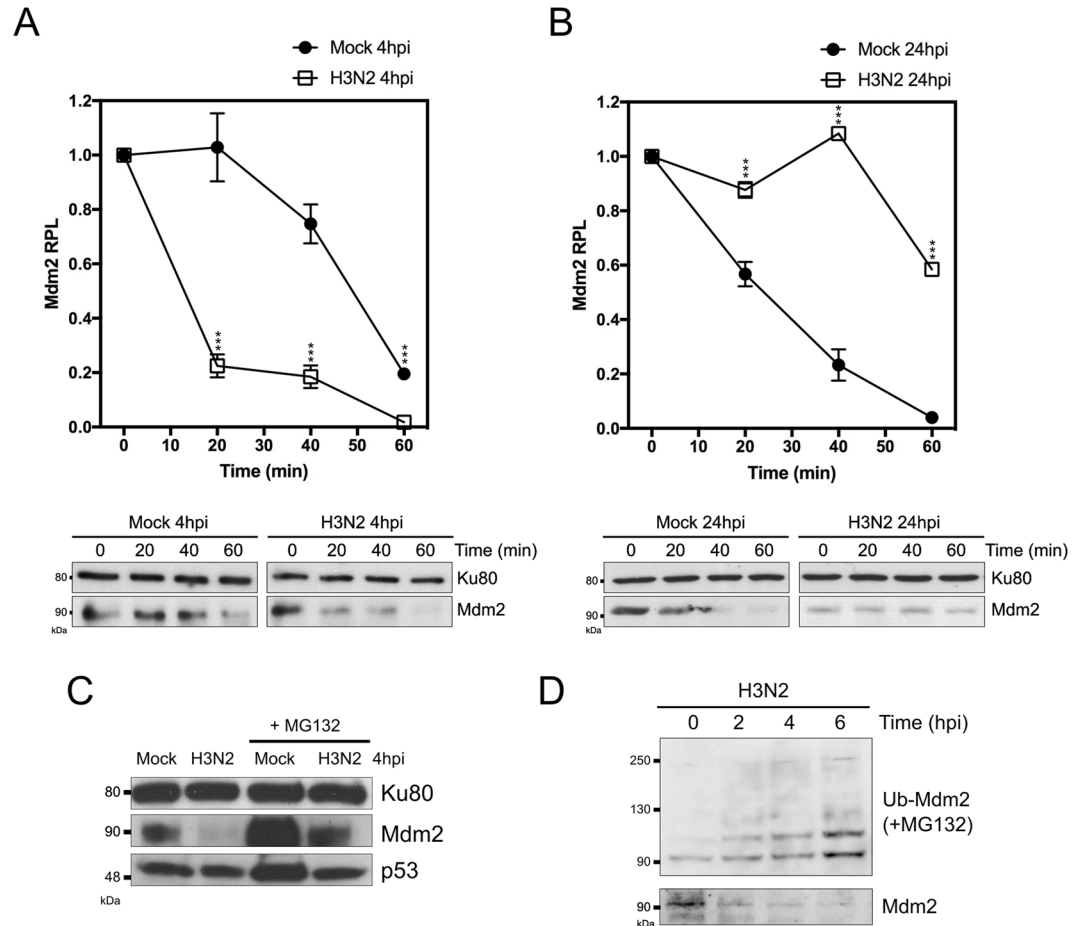 A
Mock 4hpi
H3N2 4hpi
Mdm2 RPL
1.2
1.0
0.8
0.6
0.4
0.2
0.0
***
***
***
0 10 20 30 40 50 60
Time (min)
Mock 4hpi H3N2 4hpi
0 20 40 60 0 20 40 60 Time (min)
80 Ku80
90 Mdm2
kDa
B
Mock 24hpi
H3N2 24hpi
Mdm2 RPL
1.2
1.0
0.8
0.6
0.4
0.2
0.0
***
***
***
0 10 20 30 40 50 60
Time (min)
Mock 24hpi H3N2 24hpi
0 20 40 60 0 20 40 60 Time (min)
80 Ku80
90 Mdm2
kDa
C
+ MG132
Mock H3N2 Mock H3N2 4hpi
80 Ku80
90 Mdm2
48 p53
kDa
D
H3N2
0 2 4 6 Time (hpi)
250
130
90
Ub-Mdm2
(+MG132)
90 Mdm2
kDa